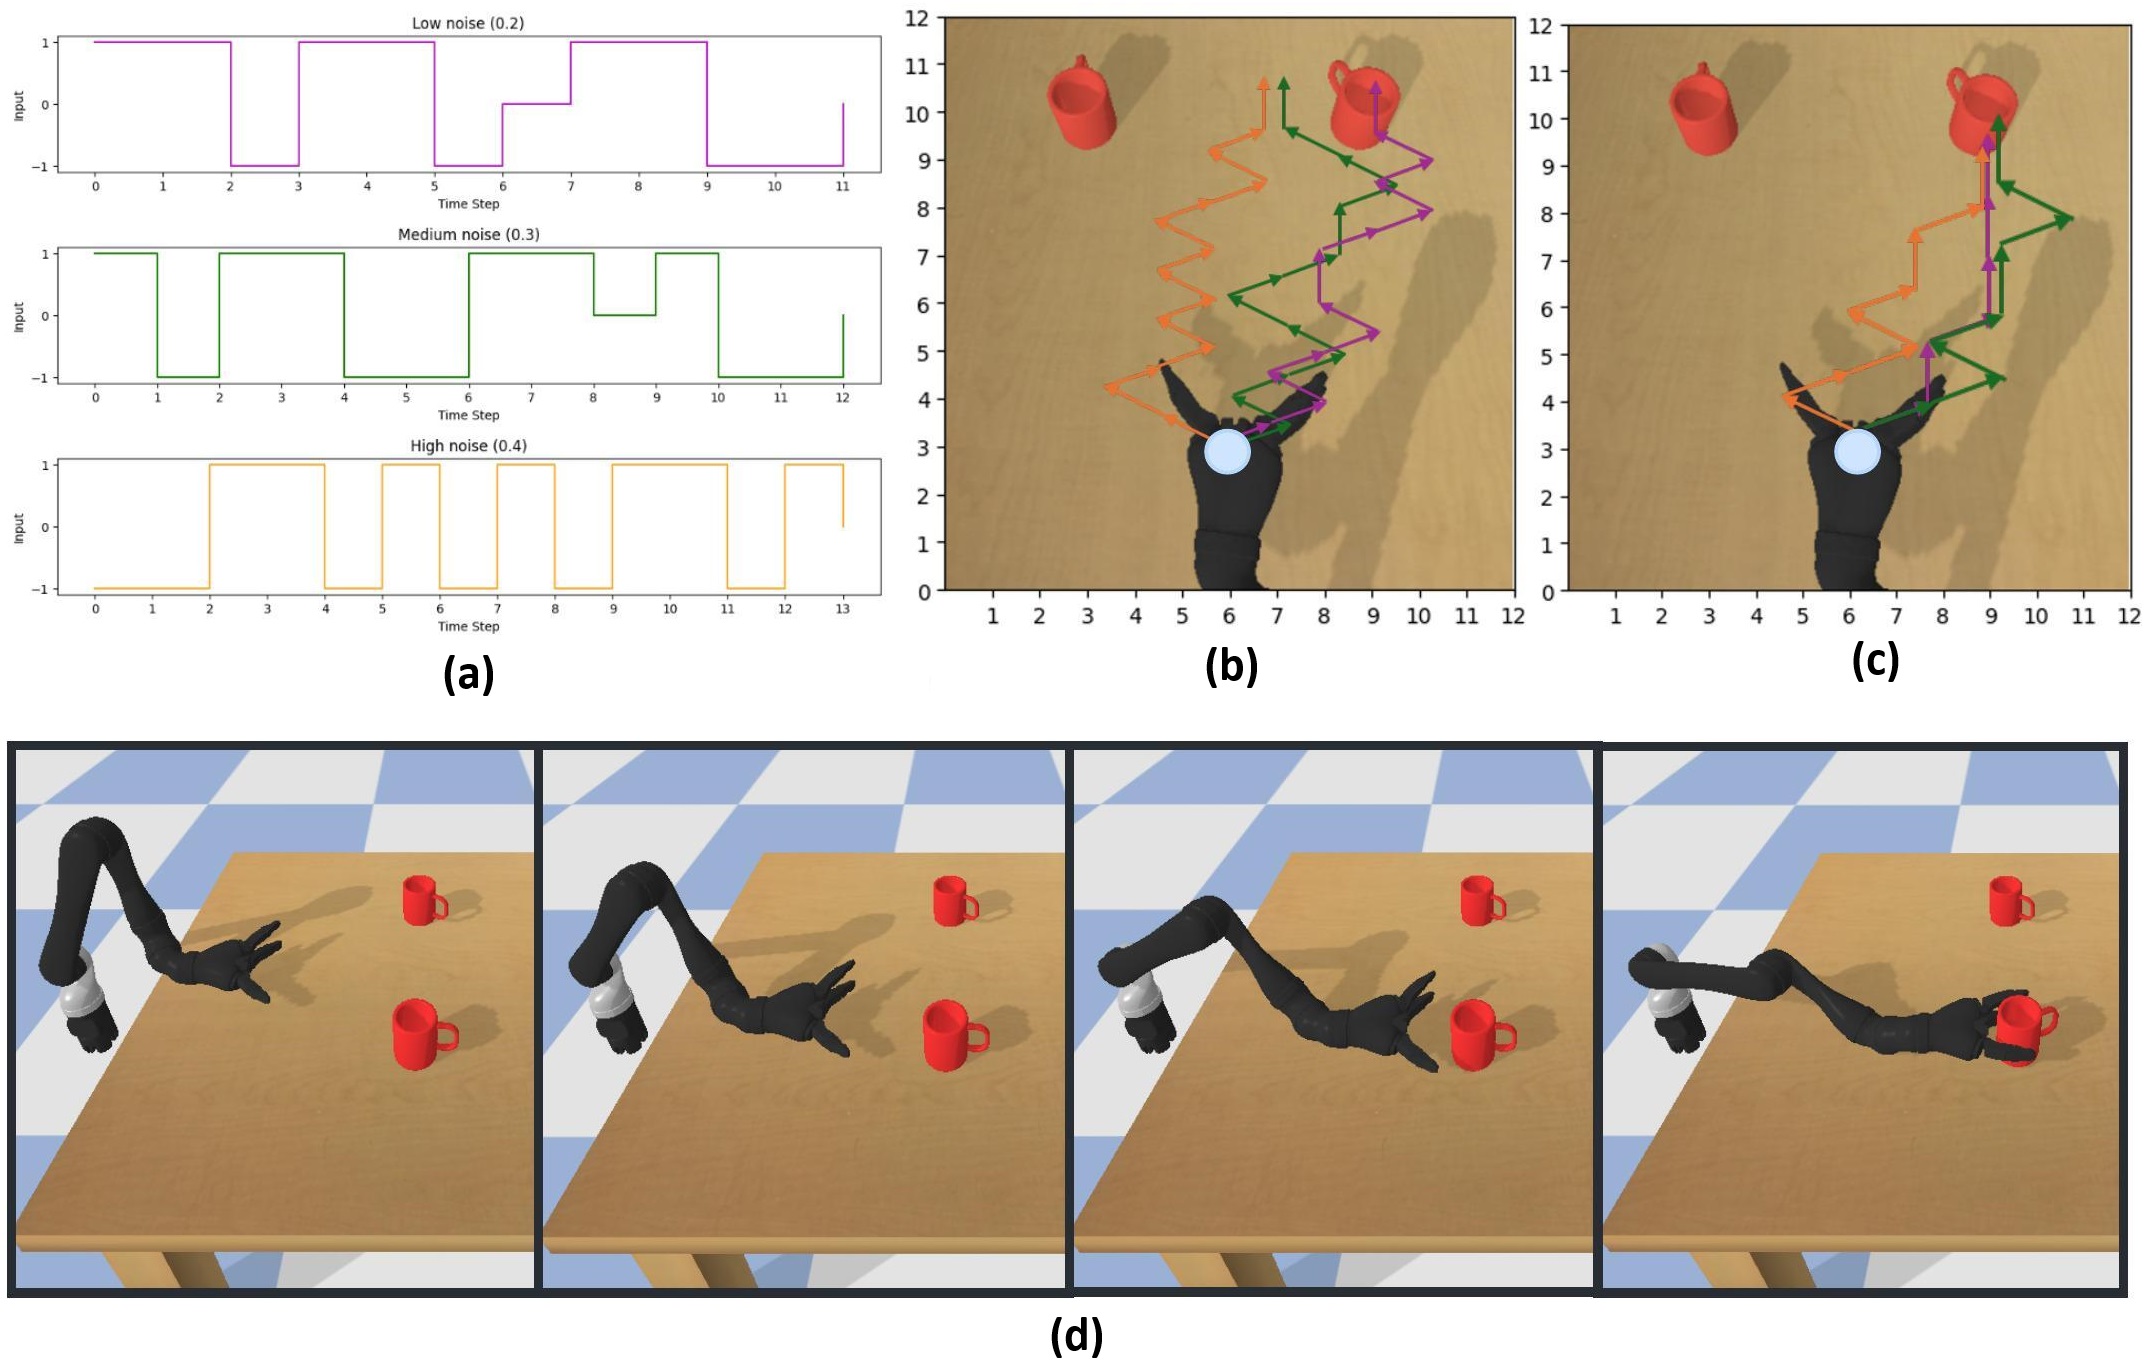 Low noise (0.2)
Input
1
0
−1
0 1 2 3 4 5 6 7 8 9 10 11
Time Step
Medium noise (0.3)
Input
1
0
−1
0 1 2 3 4 5 6 7 8 9 10 11 12
Time Step
High noise (0.4)
Input
1
0
−1
0 1 2 3 4 5 6 7 8 9 10 11 12 13
Time Step
(a)
12
11
10
9
8
7
6
5
4
3
2
1
0
1 2 3 4 5 6 7 8 9 10 11 12
(b)
12
11
10
9
8
7
6
5
4
3
2
1
0
1 2 3 4 5 6 7 8 9 10 11 12
(c)
(d)